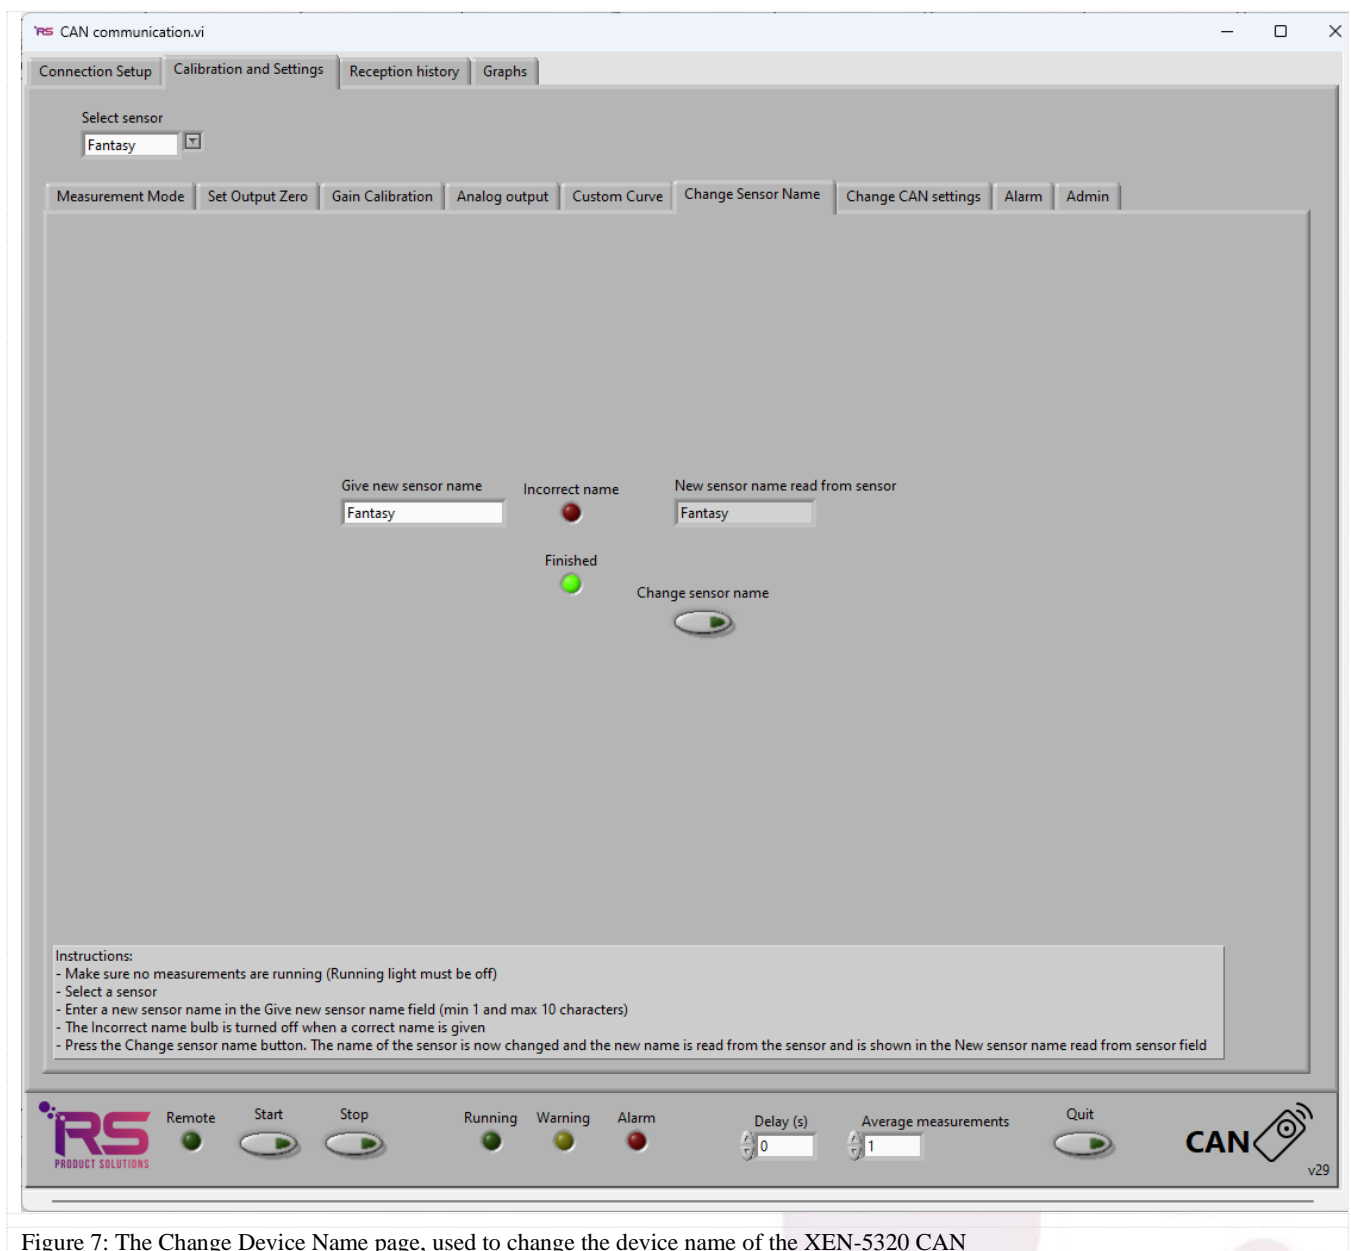 RS CAN communication.vi
Connection Setup Calibration and Settings Reception history Graphs
Select sensor
Fantasy
Measurement Mode Set Output Zero Gain Calibration Analog output Custom Curve Change Sensor Name Change CAN settings Alarm Admin
Give new sensor name Incorrect name New sensor name read from sensor
Fantasy Fantasy
Finished
Change sensor name
Instructions:
- Make sure no measurements are running (Running light must be off)
- Select a sensor
- Enter a new sensor name in the Give new sensor name field (min 1 and max 10 characters)
- The Incorrect name bulb is turned off when a correct name is given
- Press the Change sensor name button. The name of the sensor is now changed and the new name is read from the sensor and is shown in the New sensor name read from sensor field
RS
PRODUCT SOLUTIONS
Remote Start Stop Running Warning Alarm Delay (s) Average measurements Quit
0 1
CAN
v29
Figure 7: The Change Device Name page, used to change the device name of the XEN-5320 CAN